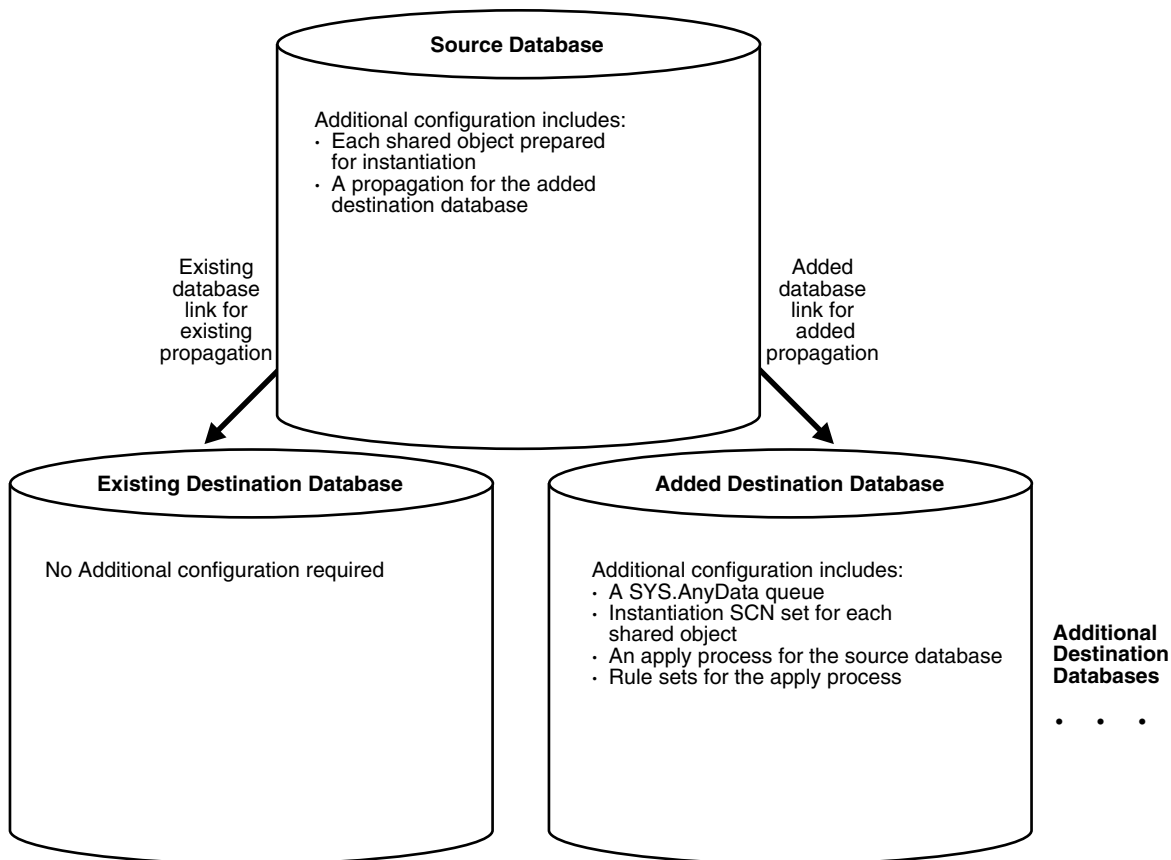 Source Database
Additional configuration includes:
· Each shared object prepared
for instantiation
· A propagation for the added
destination database
Existing
database
link for
existing
propagation
Added
database
link for
added
propagation
Existing Destination Database
No Additional configuration required
Added Destination Database
Additional configuration includes:
· A SYS.AnyData queue
· Instantiation SCN set for each
shared object
· An apply process for the source database
· Rule sets for the apply process
Additional
Destination
Databases
. . .